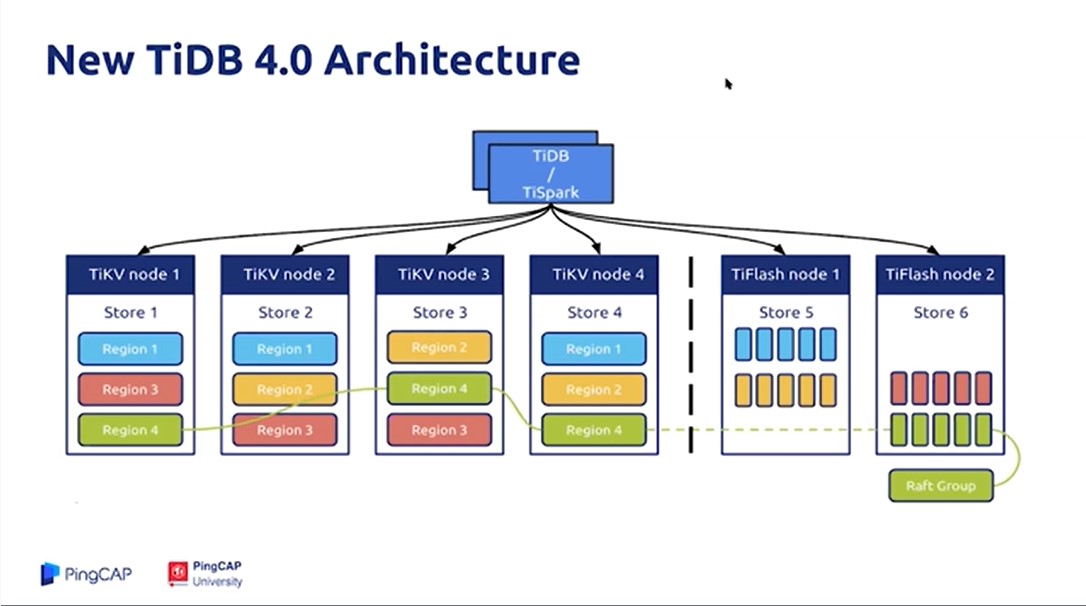 New TiDB 4.0 Architecture
TiDB
/
TiSpark
TiKV node 1
TiKV node 2
TiKV node 3
TiKV node 4
TiFlash node 1
TiFlash node 2
Store 1
Store 2
Store 3
Store 4
Store 5
Store 6
Region 1
Region 1
Region 2
Region 1
Region 3
Region 2
Region 4
Region 2
Region 4
Region 3
Region 3
Region 4
Raft Group
PingCAP
PingCAP
University